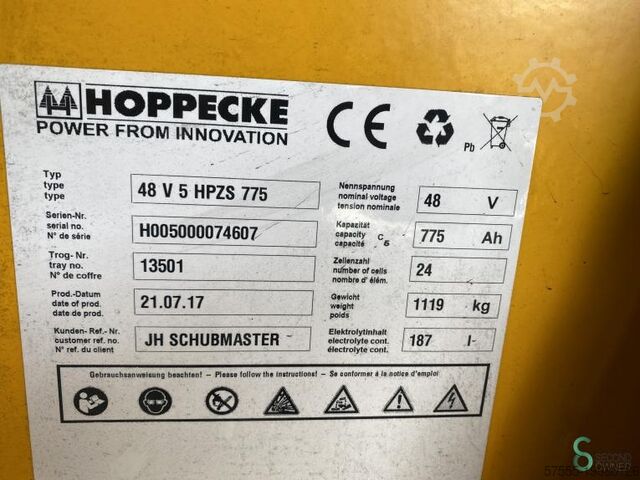 HOPPECKE
POWER FROM INNOVATION
CE
Pb
Typ
type
type
48 V 5 HPZS 775
Serien-Nr.
serial no.
N° de série
H005000074607
Trog.- Nr.
tray no.
N° de coffre
13501
Prod.-Datum
date of prod.
date de prod.
21.07.17
Kunden- Ref.- Nr.
customer ref. no.
N° ref. du client
JH SCHUBMASTER
Nennspannung
nominal voltage
tension nominale
48 V
Kapazität
capacity
capacité
C 5
775 Ah
Zellenzahl
number of cells
nombre d' élém.
24
Gewicht
weight
poids
1119 kg
Elektrolytinhalt
electrolyte cont.
électrolyte cont.
187 l
Gebrauchsanweisung beachten! – Please follow the instructions! – Se conformer à la notice d'emploi
SECOND
OWNER